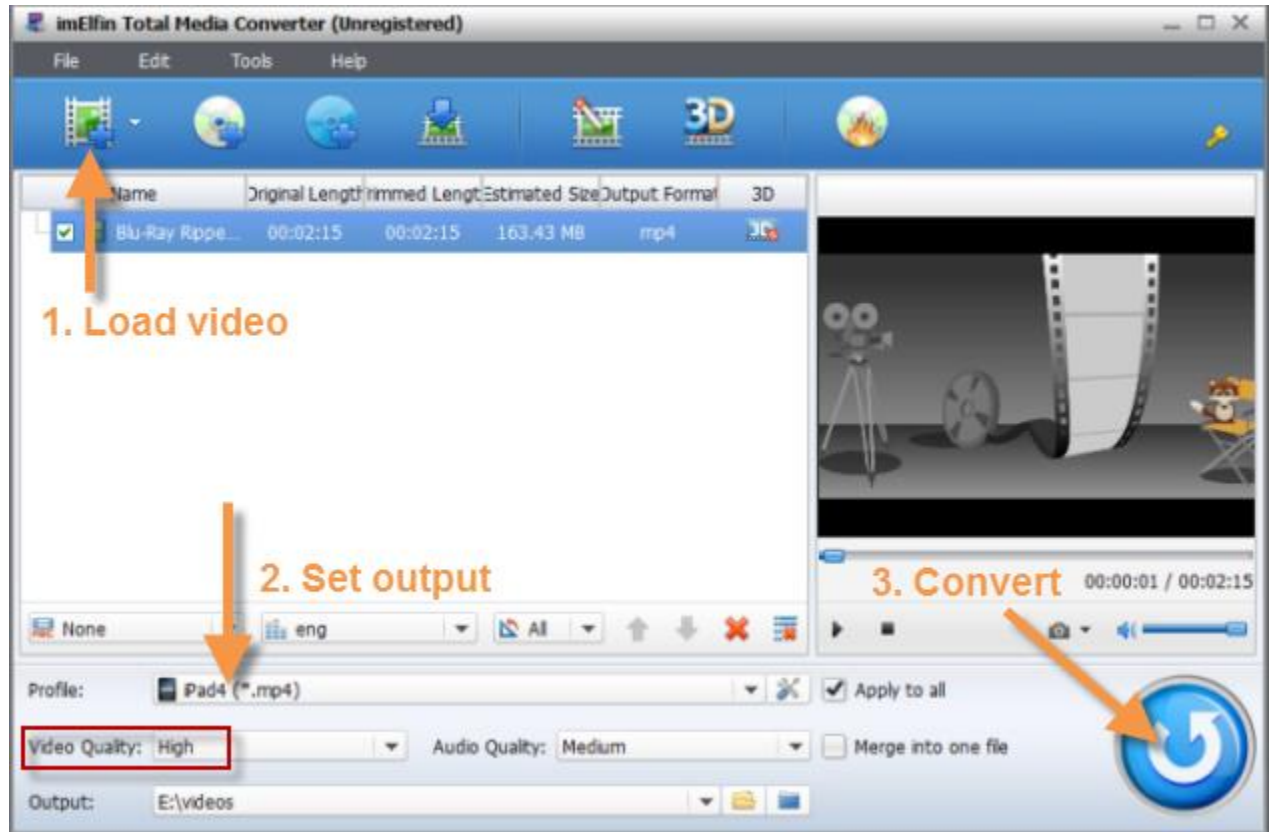 imElfin Total Media Converter (Unregistered)
File Edit Tools Help
3D
Name Original Length Trimmed Lengt Estimated Size Output Format 3D
Blu-Ray Rippe... 00:02:15 00:02:15 163.43 MB mp4 3D
1. Load video
2. Set output
3. Convert 00:00:01 / 00:02:15
None eng All
Profile: iPad4 (*.mp4) Apply to all
Video Quality: High Audio Quality: Medium Merge into one file
Output: E:\videos